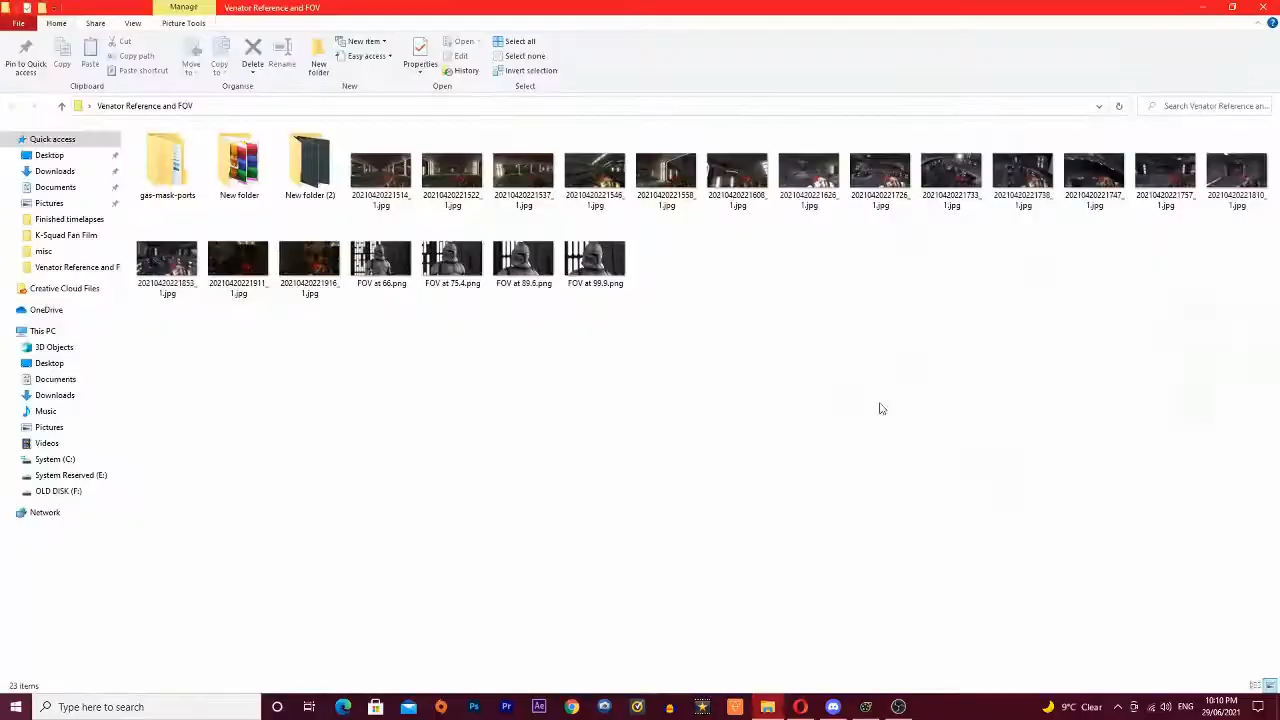 Manage
Venator Reference and FOV
File
Home
Share
View
Picture Tools
Pin to Quick access
Copy
Paste
Cut
Copy path
Paste shortcut
Clipboard
Move to
Copy to
Delete
Rename
Organise
New folder
New item
Easy access
New
Properties
Open
Edit
History
Open
Select all
Select none
Invert selection
Select
Venator Reference and FOV
Search Venator Reference an...
Quick access
Desktop
Downloads
Documents
Pictures
Finished timelapses
K-Squad Fan Film
misc
Venator Reference and F
Creative Cloud Files
OneDrive
This PC
3D Objects
Desktop
Documents
Downloads
Music
Pictures
Videos
System (C:)
System Reserved (E:)
OLD DISK (F:)
Network
gas-mask-ports
New folder
New folder (2)
20210420221514_1.jpg
20210420221522_1.jpg
20210420221537_1.jpg
20210420221546_1.jpg
20210420221558_1.jpg
20210420221608_1.jpg
20210420221626_1.jpg
20210420221726_1.jpg
20210420221733_1.jpg
20210420221738_1.jpg
20210420221747_1.jpg
20210420221757_1.jpg
20210420221810_1.jpg
20210420221853_1.jpg
20210420221911_1.jpg
20210420221916_1.jpg
FOV at 66.png
FOV at 75.4.png
FOV at 89.6.png
FOV at 99.9.png
23 items
Type here to search
Ps
Pr
Ae
9°C Clear
10:10 PM
29/06/2021